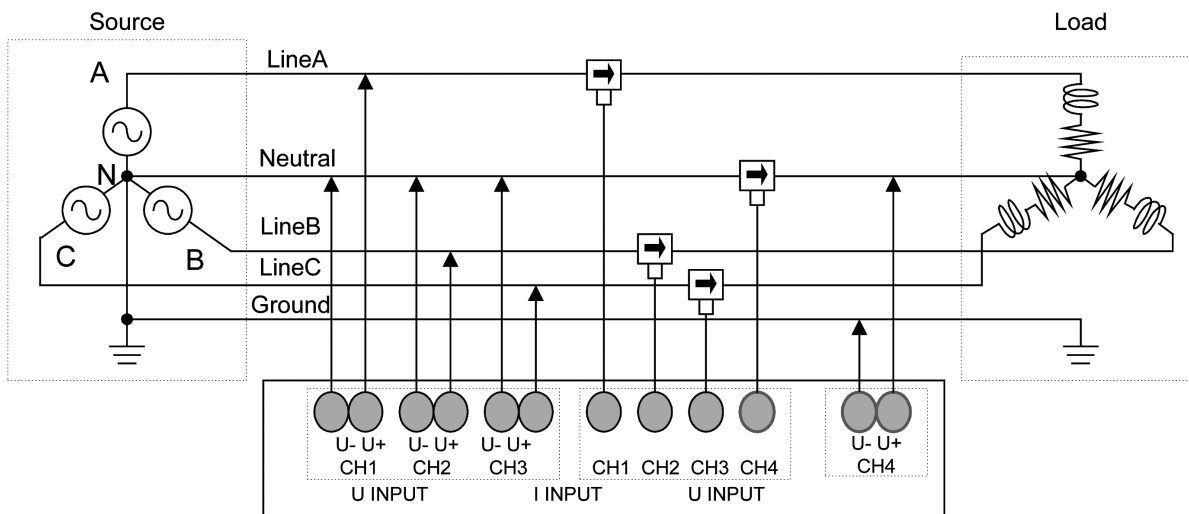 Source
Load
A
LineA
N
Neutral
LineB
C
B
LineC
Ground
U- U+
U- U+
U- U+
U- U+
CH1
CH2
CH3
CH1
CH2
CH3
CH4
CH4
U INPUT
I INPUT
U INPUT